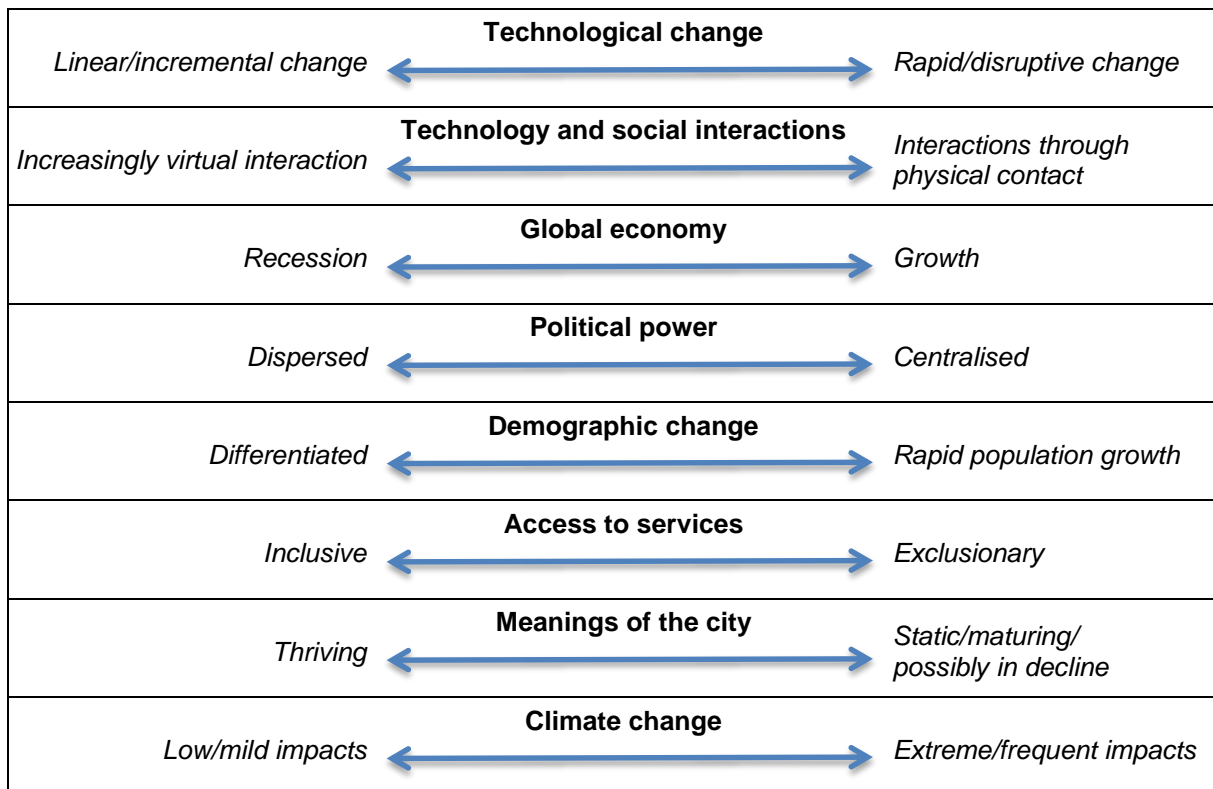 Technological change
Linear/incremental change
Rapid/disruptive change
Technology and social interactions
Increasingly virtual interaction
Interactions through
physical contact
Global economy
Recession
Growth
Political power
Dispersed
Centralised
Demographic change
Differentiated
Rapid population growth
Access to services
Inclusive
Exclusionary
Meanings of the city
Thriving
Static/maturing/
possibly in decline
Climate change
Low/mild impacts
Extreme/frequent impacts